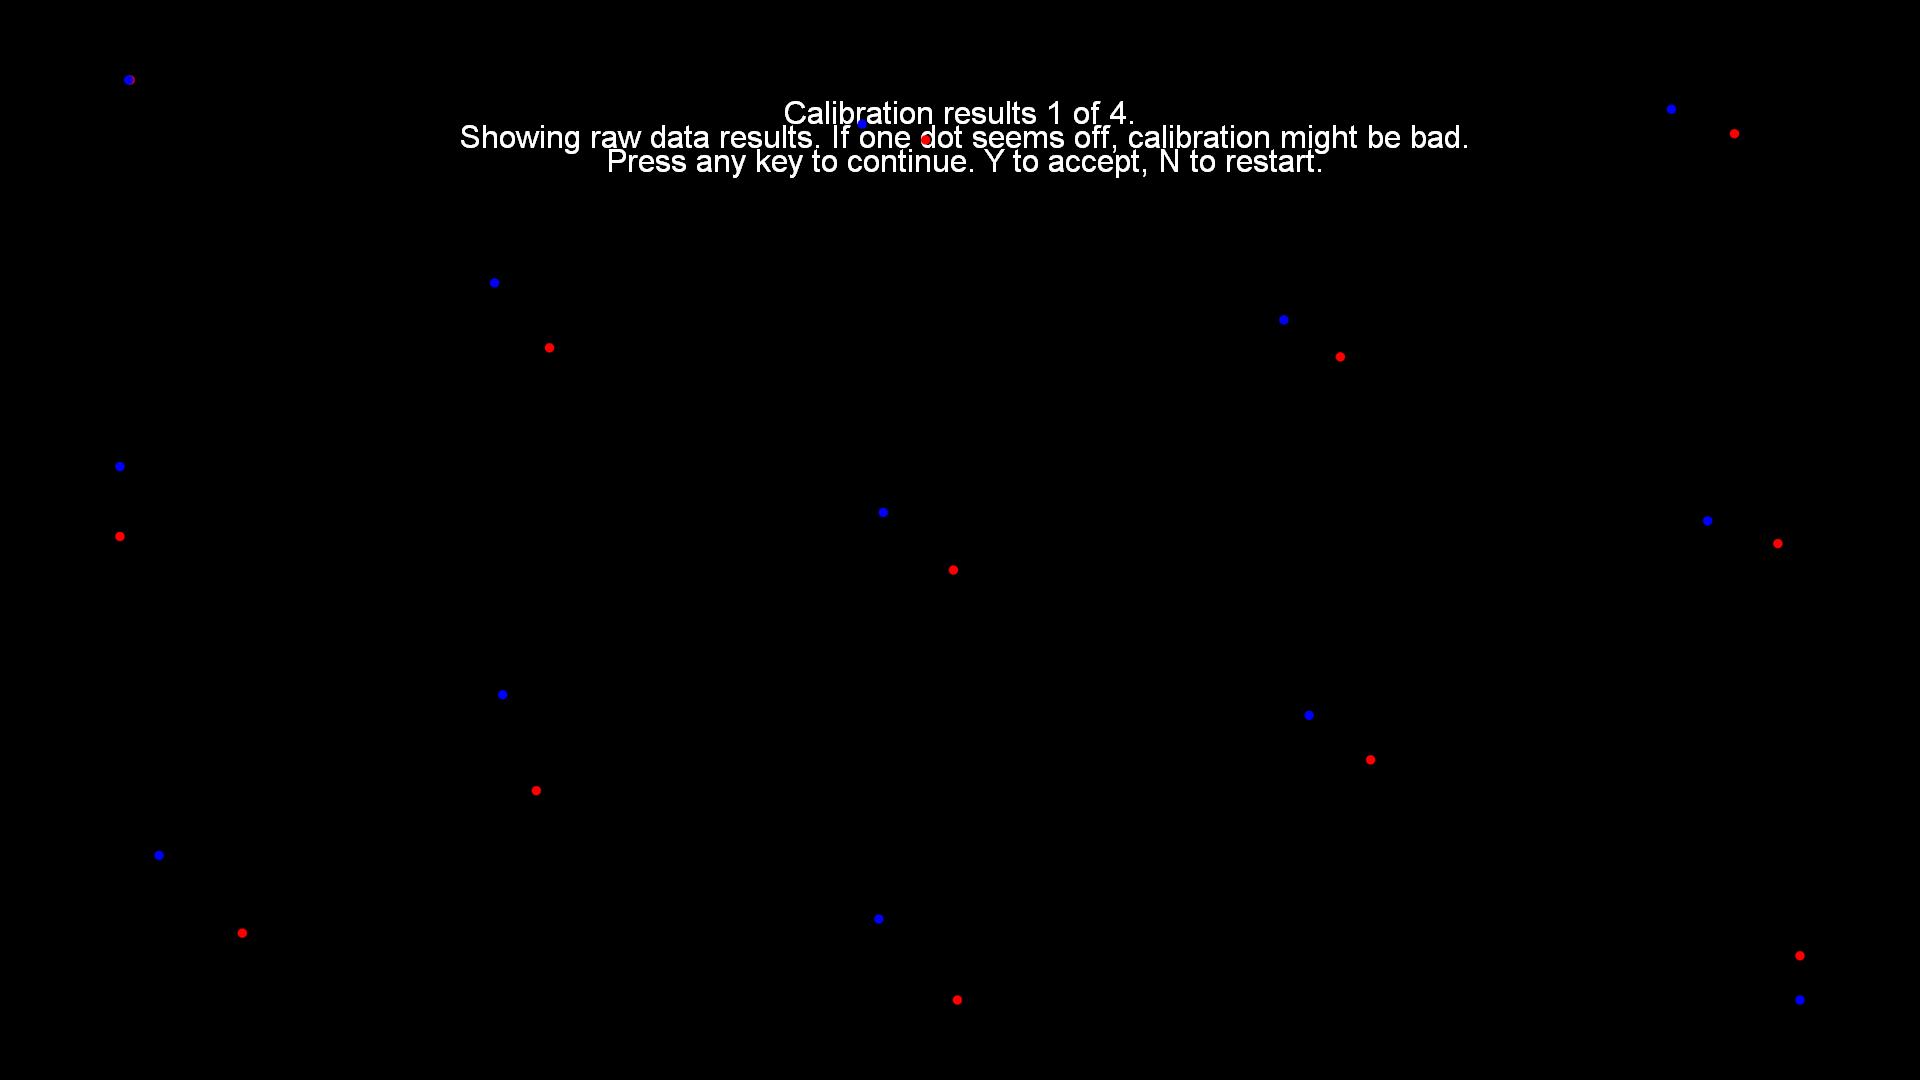 Calibration results 1 of 4.
Showing raw data results. If one dot seems off, calibration might be bad.
Press any key to continue. Y to accept, N to restart.